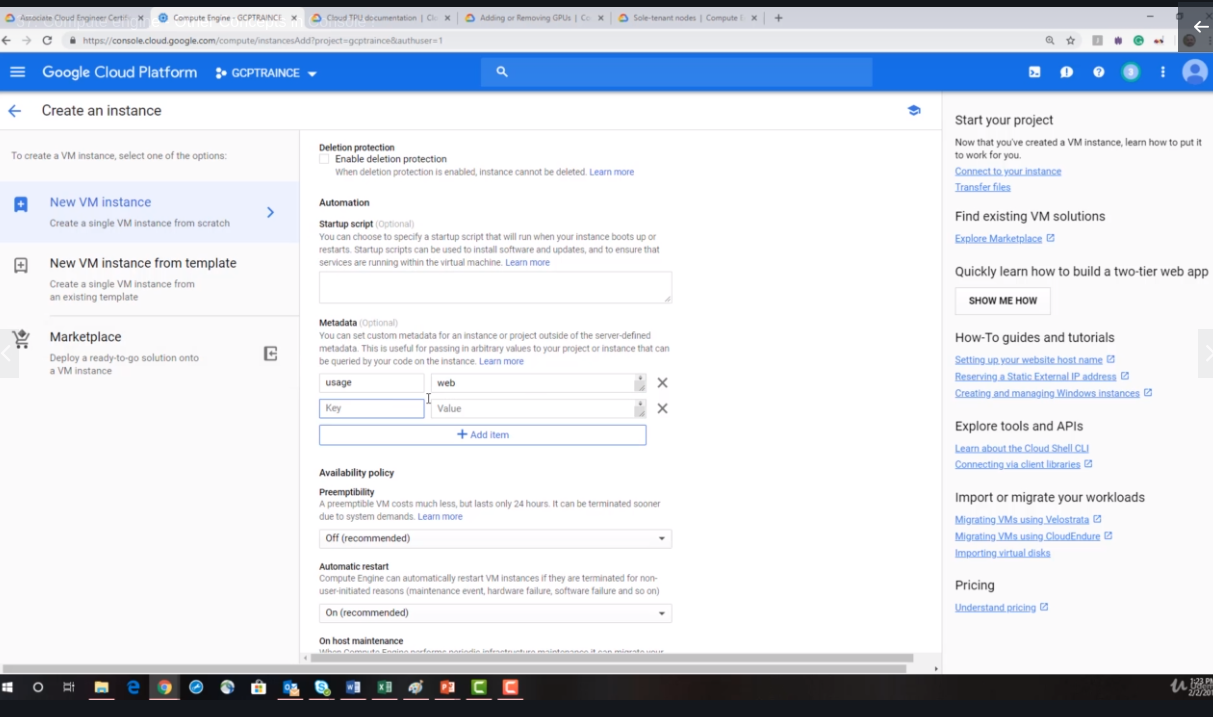 Associate Cloud Engineer Certific
Compute Engine - GCPTRAINCE
Cloud TPU documentation | Clo
Adding or Removing GPUs | Co
Sole-tenant nodes | Compute E
https://console.cloud.google.com/compute/instancesAdd?project=gcptraince&authuser=1
Google Cloud Platform
GCPTRAINCE
3
Create an instance
To create a VM instance, select one of the options:
New VM instance
Create a single VM instance from scratch
New VM instance from template
Create a single VM instance from
an existing template
Marketplace
Deploy a ready-to-go solution onto
a VM instance
Deletion protection
Enable deletion protection
When deletion protection is enabled, instance cannot be deleted. Learn more
Automation
Startup script (Optional)
You can choose to specify a startup script that will run when your instance boots up or
restarts. Startup scripts can be used to install software and updates, and to ensure that
services are running within the virtual machine. Learn more
Metadata (Optional)
You can set custom metadata for an instance or project outside of the server-defined
metadata. This is useful for passing in arbitrary values to your project or instance that can
be queried by your code on the instance. Learn more
usage web
Key Value
+ Add item
Availability policy
Preemptibility
A preemptible VM costs much less, but lasts only 24 hours. It can be terminated sooner
due to system demands. Learn more
Off (recommended)
Automatic restart
Compute Engine can automatically restart VM instances if they are terminated for non-
user-initiated reasons (maintenance event, hardware failure, software failure and so on)
On (recommended)
On host maintenance
When Compute Engine performs periodic infrastructure maintenance it can migrate your
Start your project
Now that you've created a VM instance, learn how to put it
to work for you.
Connect to your instance
Transfer files
Find existing VM solutions
Explore Marketplace
Quickly learn how to build a two-tier web app
SHOW ME HOW
How-To guides and tutorials
Setting up your website host name
Reserving a Static External IP address
Creating and managing Windows instances
Explore tools and APIs
Learn about the Cloud Shell CLI
Connecting via client libraries
Import or migrate your workloads
Migrating VMs using Velostrata
Migrating VMs using CloudEndure
Importing virtual disks
Pricing
Understand pricing
1:23 PM